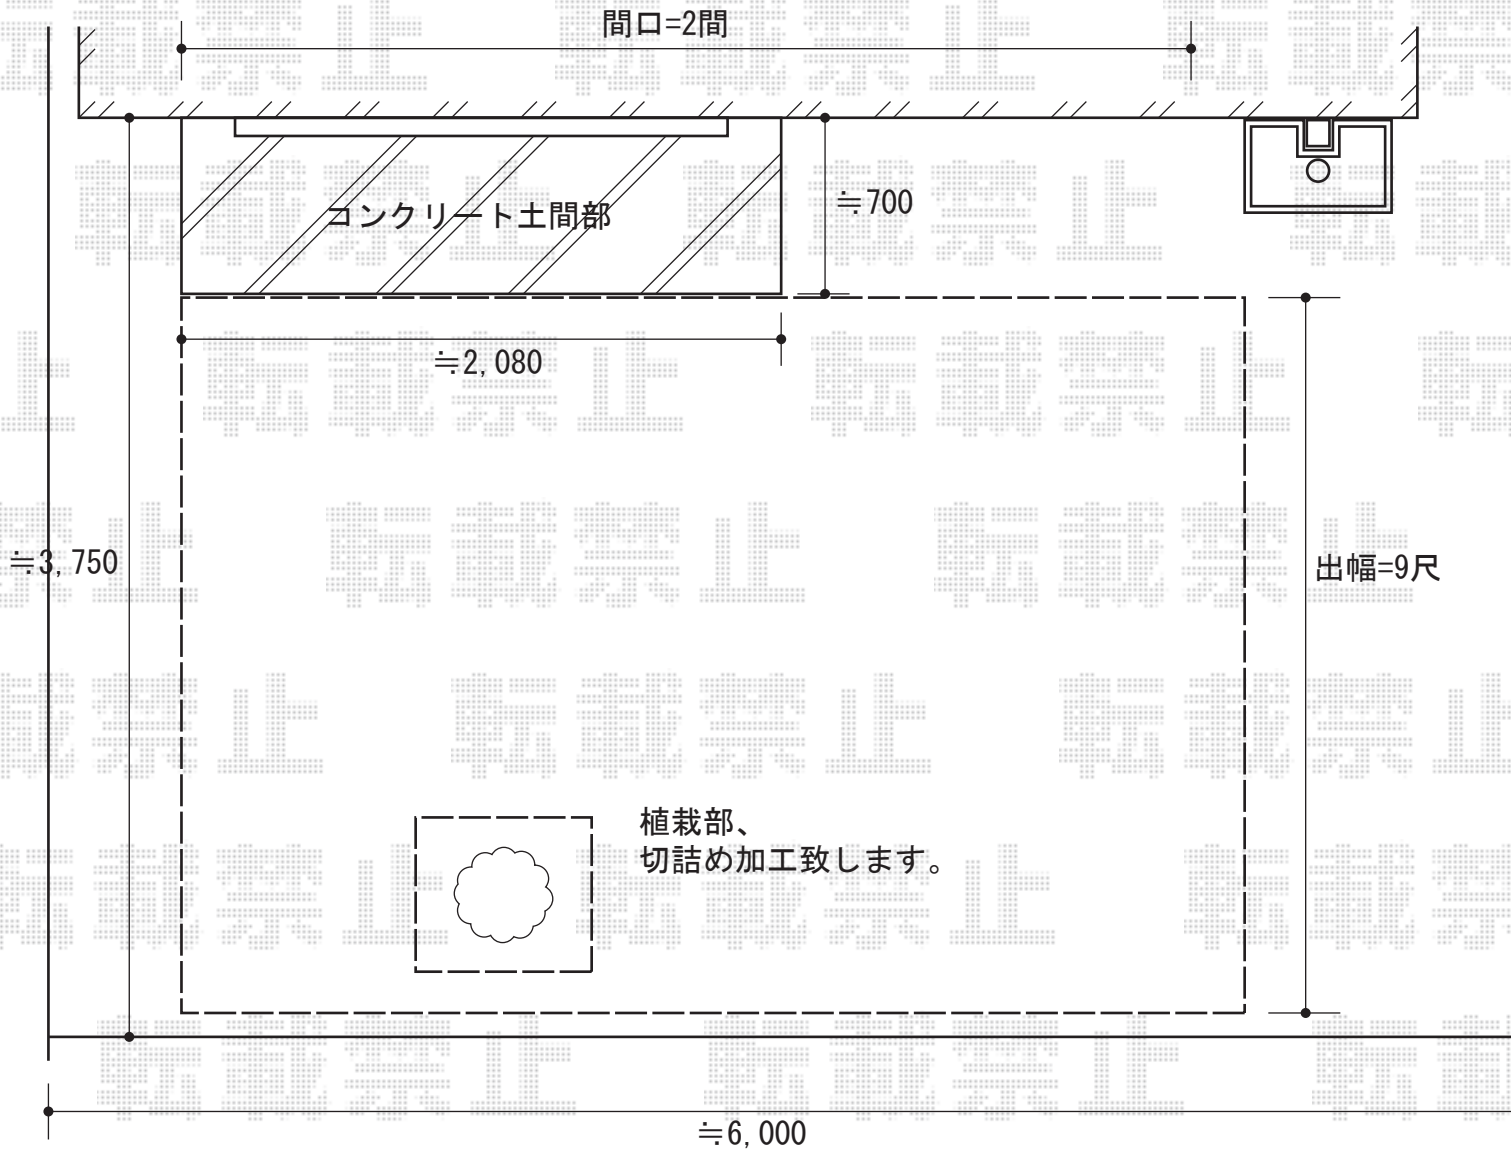 間口=2間
≒700
コンクリート土間部
≒2,080
≒3,750
出幅=9尺
植栽部、
切詰め加工致します。
≒6,000
転載禁止